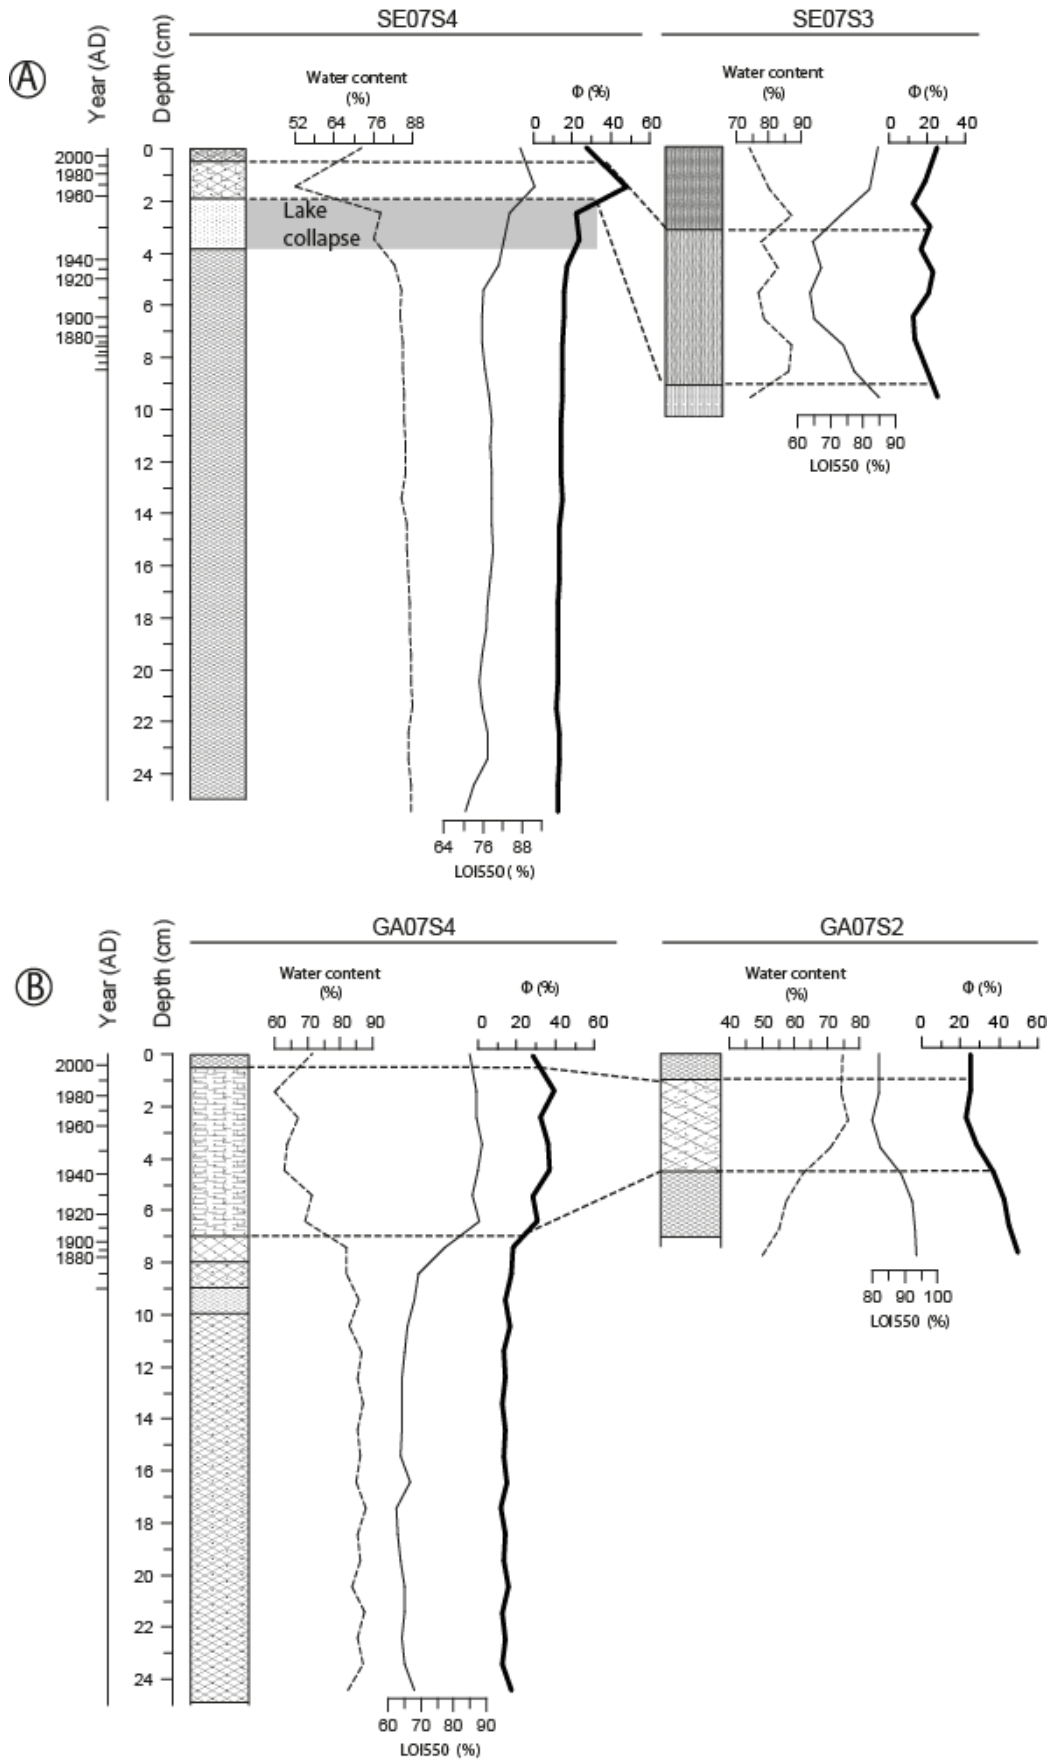 SE07S4
SE07S3
A
Year (AD)
Depth (cm)
Water content
(%)
52 64 76 88
Φ (%)
0 20 40 60
Water content
(%)
70 80 90
Φ (%)
0 20 40
2000
1980
1960
1940
1920
1900
1880
0
2
4
6
8
10
12
14
16
18
20
22
24
Lake
collapse
60 70 80 90
LOI550 (%)
64 76 88
LOI550 ( %)
GA07S4
GA07S2
B
Year (AD)
Depth (cm)
Water content
(%)
60 70 80 90
Φ (%)
0 20 40 60
Water content
(%)
40 50 60 70 80
Φ (%)
0 20 40 60
2000
1980
1960
1940
1920
1900
1880
0
2
4
6
8
10
12
14
16
18
20
22
24
80 90 100
LOI550 (%)
60 70 80 90
LOI550 (%)